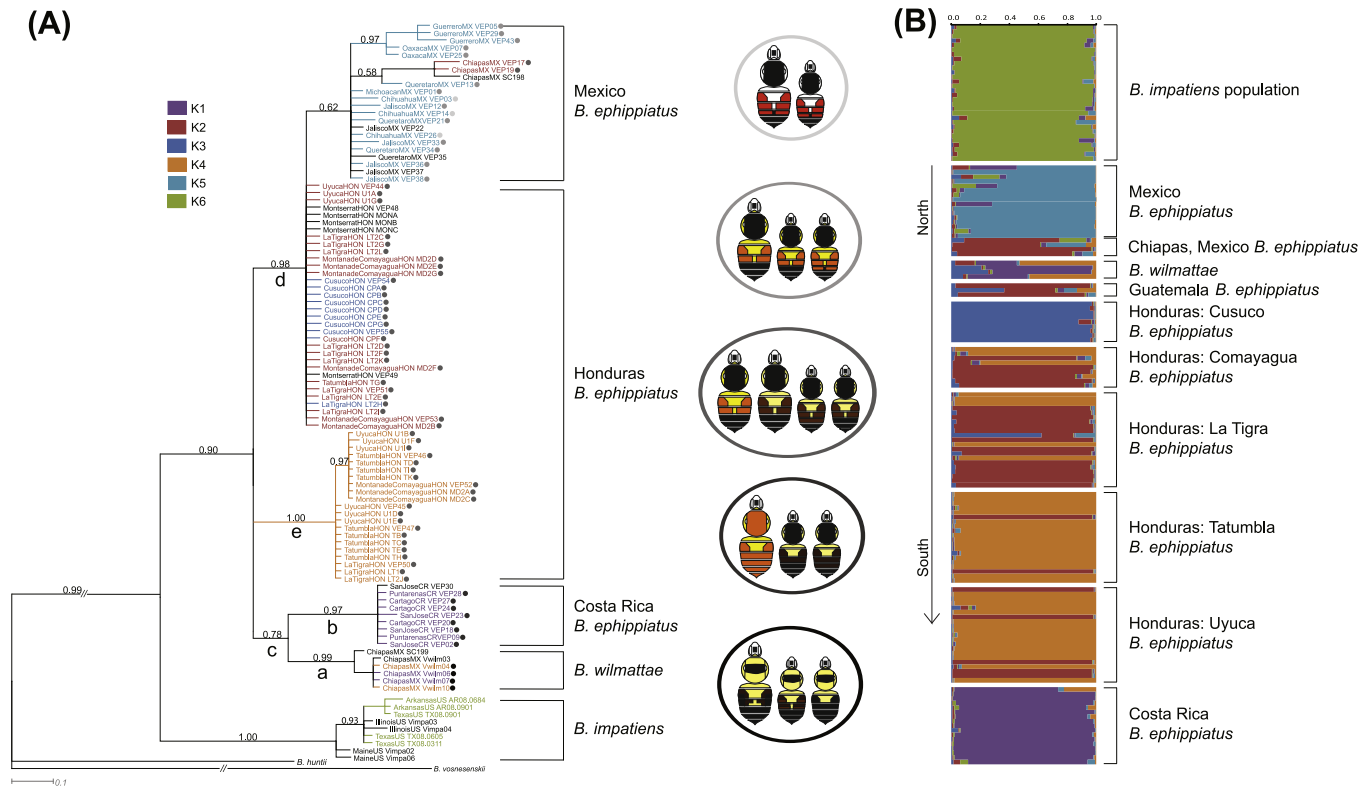 (A)
K1
K2
K3
K4
K5
K6
0.97
0.58
0.62
0.98
d
0.90
0.97
1.00
e
0.99
0.97
b
0.78
c
0.99
a
0.93
1.00
0.1
GuerreroMX VEP05
GuerreroMX VEP29
GuerreroMX VEP43
OaxacaMX VEP07
OaxacaMX VEP25
ChiapasMX VEP17
ChiapasMX VEP19
ChiapasMX SC198
QueretaroMX VEP13
MichoacanMX VEP01
ChihuahuaMX VEP03
JaliscoMX VEP12
ChihuahuaMX VEP14
QueretaroMX VEP21
JaliscoMX VEP22
ChihuahuaMX VEP26
JaliscoMX VEP33
QueretaroMX VEP34
QueretaroMX VEP35
JaliscoMX VEP36
JaliscoMX VEP37
JaliscoMX VEP38
UyucaHON VEP44
UyucaHON U1A
UyucaHON U1G
MontserratHON VEP48
MontserratHON MONA
MontserratHON MONB
MontserratHON MONC
LaTigraHON LT2C
LaTigraHON LT2G
LaTigraHON LT2L
MontanadeComayaguaHON MD2D
MontanadeComayaguaHON MD2E
MontanadeComayaguaHON MD2G
CusucoHON VEP54
CusucoHON CPA
CusucoHON CPB
CusucoHON CPC
CusucoHON CPD
CusucoHON CPE
CusucoHON CPG
CusucoHON VEP55
CusucoHON CPF
LaTigraHON LT2D
LaTigraHON LT2F
LaTigraHON LT2K
MontanadeComayaguaHON MD2F
MontserratHON VEP49
TatumblaHON TG
LaTigraHON VEP51
LaTigraHON LT2E
LaTigraHON LT2H
LaTigraHON LT2I
MontanadeComayaguaHON VEP53
MontanadeComayaguaHON MD2B
UyucaHON U1B
UyucaHON U1F
UyucaHON U1I
TatumblaHON VEP46
TatumblaHON TD
TatumblaHON TI
TatumblaHON TK
MontanadeComayaguaHON VEP52
MontanadeComayaguaHON MD2A
MontanadeComayaguaHON MD2C
UyucaHON VEP45
UyucaHON U1D
UyucaHON U1E
TatumblaHON VEP47
TatumblaHON TB
TatumblaHON TC
TatumblaHON TE
TatumblaHON TH
LaTigraHON VEP50
LaTigraHON LT1
LaTigraHON LT2J
SanJoseCR VEP30
PuntarenasCR VEP28
CartagoCR VEP27
CartagoCR VEP24
SanJoseCR VEP23
CartagoCR VEP20
SanJoseCR VEP18
PuntarenasCRVEP09
SanJoseCR VEP02
ChiapasMX SC199
ChiapasMX Vwilm03
ChiapasMX Vwilm04
ChiapasMX Vwilm06
ChiapasMX Vwilm07
ChiapasMX Vwilm10
ArkansasUS AR08.0684
ArkansasUS AR08.0901
TexasUS TX08.0901
IllinoisUS Vimpa03
IllinoisUS Vimpa04
TexasUS TX08.0605
TexasUS TX08.0311
MaineUS Vimpa02
MaineUS Vimpa06
B. huntii
B. vosnesenskii
Mexico
B. ephippiatus
Honduras
B. ephippiatus
Costa Rica
B. ephippiatus
B. wilmattae
B. impatiens
(B)
0.0 0.2 0.4 0.6 0.8 1.0
North
South
B. impatiens population
Mexico
B. ephippiatus
Chiapas, Mexico B. ephippiatus
B. wilmattae
Guatemala B. ephippiatus
Honduras: Cusuco
B. ephippiatus
Honduras: Comayagua
B. ephippiatus
Honduras: La Tigra
B. ephippiatus
Honduras: Tatumbla
B. ephippiatus
Honduras: Uyuca
B. ephippiatus
Costa Rica
B. ephippiatus